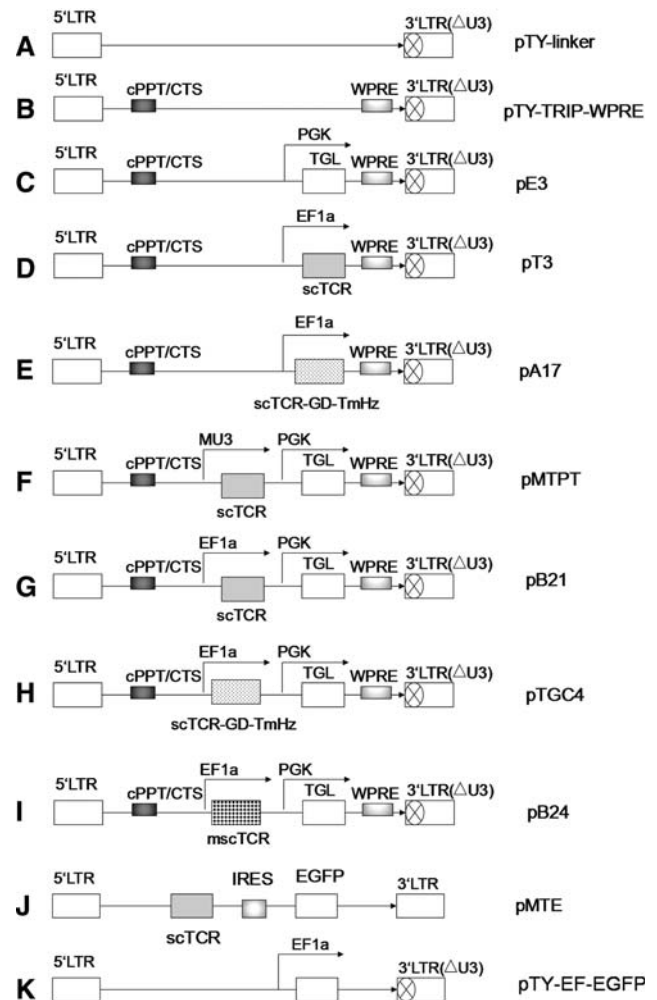 5'LTR 3'LTR(△U3)
A pTY-linker
5'LTR cPPT/CTS WPRE 3'LTR(△U3)
B pTY-TRIP-WPRE
PGK
5'LTR cPPT/CTS TGL WPRE 3'LTR(△U3)
C pE3
EF1a
5'LTR cPPT/CTS WPRE 3'LTR(△U3)
D pT3
scTCR
EF1a
5'LTR cPPT/CTS WPRE 3'LTR(△U3)
E pA17
scTCR-GD-TmHz
MU3 PGK
5'LTR cPPT/CTS TGL WPRE 3'LTR(△U3)
F pMTPT
scTCR
EF1a PGK
5'LTR cPPT/CTS TGL WPRE 3'LTR(△U3)
G pB21
scTCR
EF1a PGK
5'LTR cPPT/CTS TGL WPRE 3'LTR(△U3)
H pTGC4
scTCR-GD-TmHz
EF1a PGK
5'LTR cPPT/CTS TGL WPRE 3'LTR(△U3)
I pB24
mscTCR
5'LTR IRES EGFP 3'LTR
J pMTE
scTCR
EF1a
5'LTR 3'LTR(△U3)
K pTY-EF-EGFP